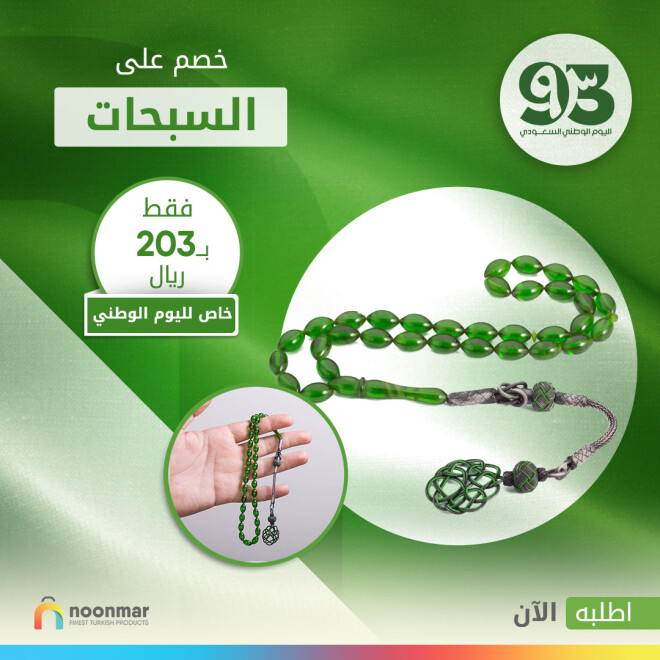 خصم على
السبحات
93
اليوم الوطني السعودي
فقط
بـ203
ريال
خاص لليوم الوطني
noonmar
FINEST TURKISH PRODUCTS
اطلبه الآن